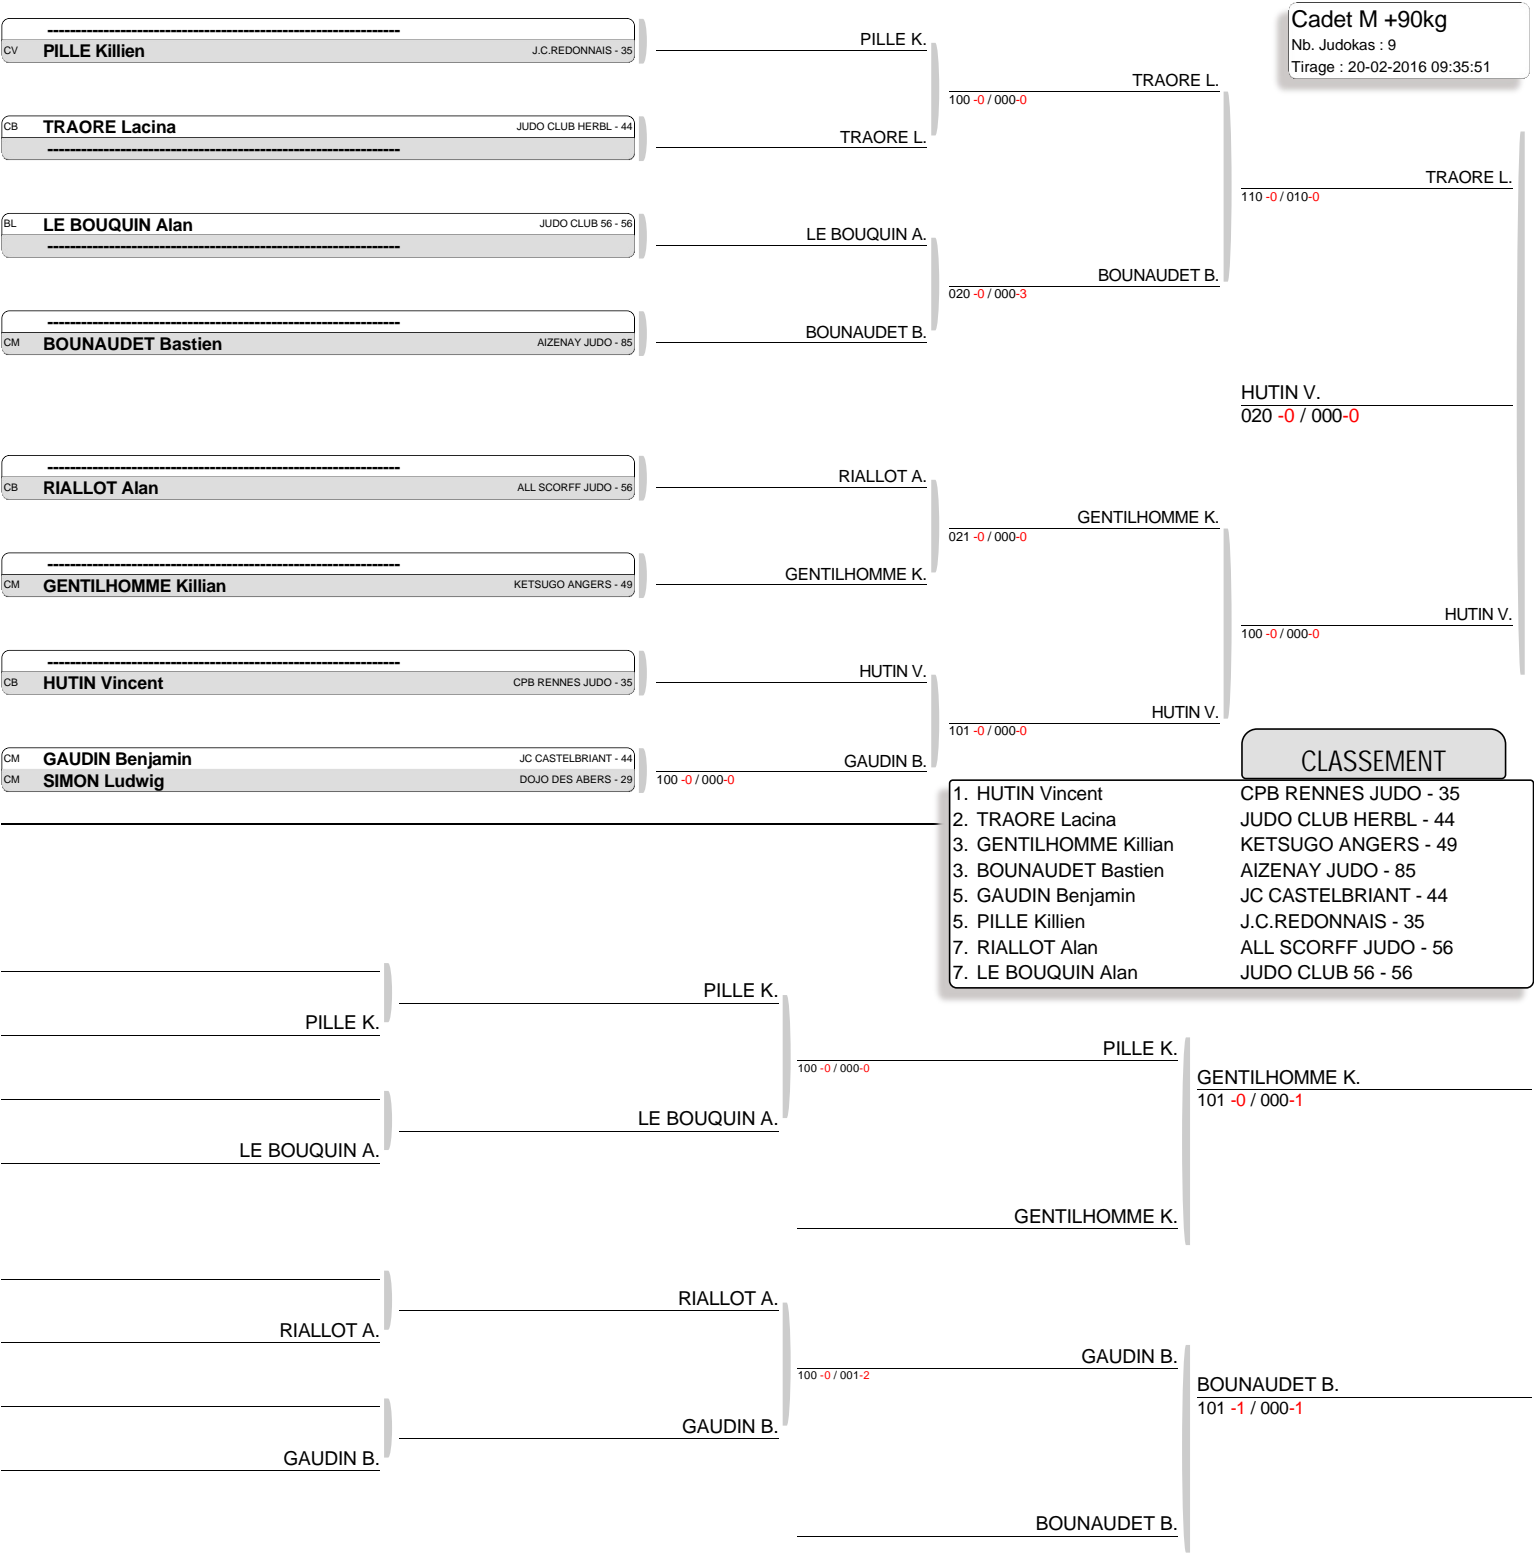 Cadet M +90kg
Nb. Judokas : 9
Tirage : 20-02-2016 09:35:51
----------------------------------------------------------------
CV PILLE Killien J.C.REDONNAIS - 35
PILLE K.
TRAORE L.
100 -0 / 000-0
CB TRAORE Lacina JUDO CLUB HERBL - 44
----------------------------------------------------------------
TRAORE L.
TRAORE L.
110 -0 / 010-0
BL LE BOUQUIN Alan JUDO CLUB 56 - 56
----------------------------------------------------------------
LE BOUQUIN A.
BOUNAUDET B.
020 -0 / 000-3
----------------------------------------------------------------
CM BOUNAUDET Bastien AIZENAY JUDO - 85
BOUNAUDET B.
HUTIN V.
020 -0 / 000-0
----------------------------------------------------------------
CB RIALLOT Alan ALL SCORFF JUDO - 56
RIALLOT A.
GENTILHOMME K.
021 -0 / 000-0
----------------------------------------------------------------
CM GENTILHOMME Killian KETSUGO ANGERS - 49
GENTILHOMME K.
HUTIN V.
100 -0 / 000-0
----------------------------------------------------------------
CB HUTIN Vincent CPB RENNES JUDO - 35
HUTIN V.
HUTIN V.
101 -0 / 000-0
CM GAUDIN Benjamin JC CASTELBRIANT - 44
CM SIMON Ludwig DOJO DES ABERS - 29
GAUDIN B.
100 -0 / 000-0
CLASSEMENT
1. HUTIN Vincent CPB RENNES JUDO - 35
2. TRAORE Lacina JUDO CLUB HERBL - 44
3. GENTILHOMME Killian KETSUGO ANGERS - 49
3. BOUNAUDET Bastien AIZENAY JUDO - 85
5. GAUDIN Benjamin JC CASTELBRIANT - 44
5. PILLE Killien J.C.REDONNAIS - 35
7. RIALLOT Alan ALL SCORFF JUDO - 56
7. LE BOUQUIN Alan JUDO CLUB 56 - 56
PILLE K.
PILLE K.
PILLE K.
100 -0 / 000-0
GENTILHOMME K.
101 -0 / 000-1
LE BOUQUIN A.
LE BOUQUIN A.
GENTILHOMME K.
RIALLOT A.
RIALLOT A.
GAUDIN B.
100 -0 / 001-2
BOUNAUDET B.
101 -1 / 000-1
GAUDIN B.
GAUDIN B.
BOUNAUDET B.